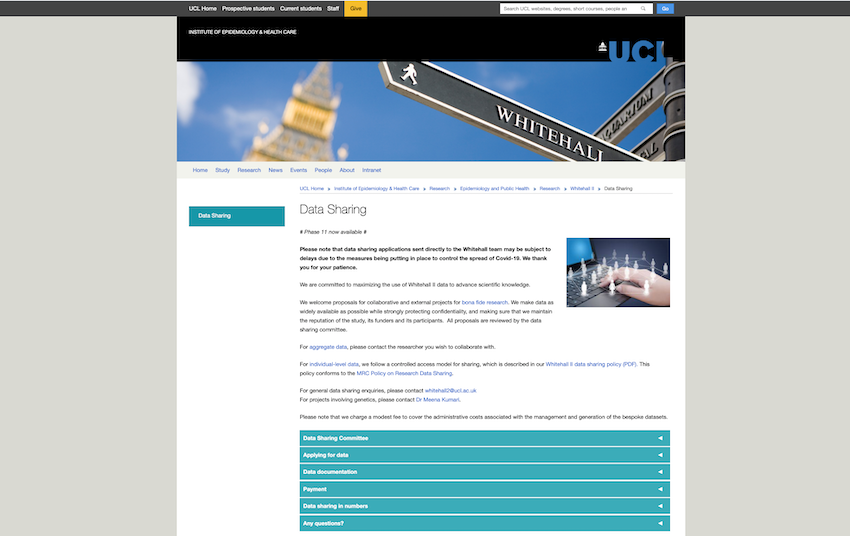 UCL Home Prospective students Current students Staff Give
Search UCL websites, degrees, short courses, people an
Go
INSTITUTE OF EPIDEMIOLOGY & HEALTH CARE
UCL
WHITEHALL
QUARIUM
Home Study Research News Events People About Intranet
UCL Home Institute of Epidemiology & Health Care Research Epidemiology and Public Health Research Whitehall II Data Sharing
Data Sharing
Data Sharing
# Phase 11 now available #
Please note that data sharing applications sent directly to the Whitehall team may be subject to
delays due to the measures being putting in place to control the spread of Covid-19. We thank
you for your patience.
We are committed to maximizing the use of Whitehall II data to advance scientific knowledge.
We welcome proposals for collaborative and external projects for bona fide research. We make data as
widely available as possible while strongly protecting confidentiality, and making sure that we maintain
the reputation of the study, its funders and its participants. All proposals are reviewed by the data
sharing committee.
For aggregate data, please contact the researcher you wish to collaborate with.
For individual-level data, we follow a controlled access model for sharing, which is described in our Whitehall II data sharing policy (PDF). This
policy conforms to the MRC Policy on Research Data Sharing.
For general data sharing enquiries, please contact whitehall2@ucl.ac.uk
For projects involving genetics, please contact Dr Meena Kumari.
Please note that we charge a modest fee to cover the administrative costs associated with the management and generation of the bespoke datasets.
Data Sharing Committee
Applying for data
Data documentation
Payment
Data sharing in numbers
Any questions?